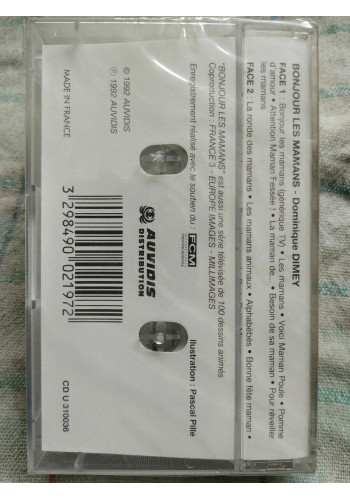 BONJOUR LES MAMANS - Dominique DIMEY
FACE 1 : Bonjour les mamans (générique TV) • Les mamans • Voici Maman Poule • Pomme
d'amour • Attention Maman Fessée ! • La maman de... • Besoin de sa maman • Pour réveiller
les mamans
FACE 2 : La ronde des mamans • Les mamans animaux • Alphabébés • Bonne fête maman •
"BONJOUR LES MAMANS" est aussi une série télévisée de 100 dessins animés
Coproduction : FRANCE 3 - EUROPE IMAGES - MILLIMAGES
Enregistrement réalisé avec le soutien du : FCM
Illustration : Pascal Pille
© 1992 AUVIDIS
℗ 1992 AUVIDIS
MADE IN FRANCE
AUVIDIS
DISTRIBUTION
3 298490 021972
CD U 310036